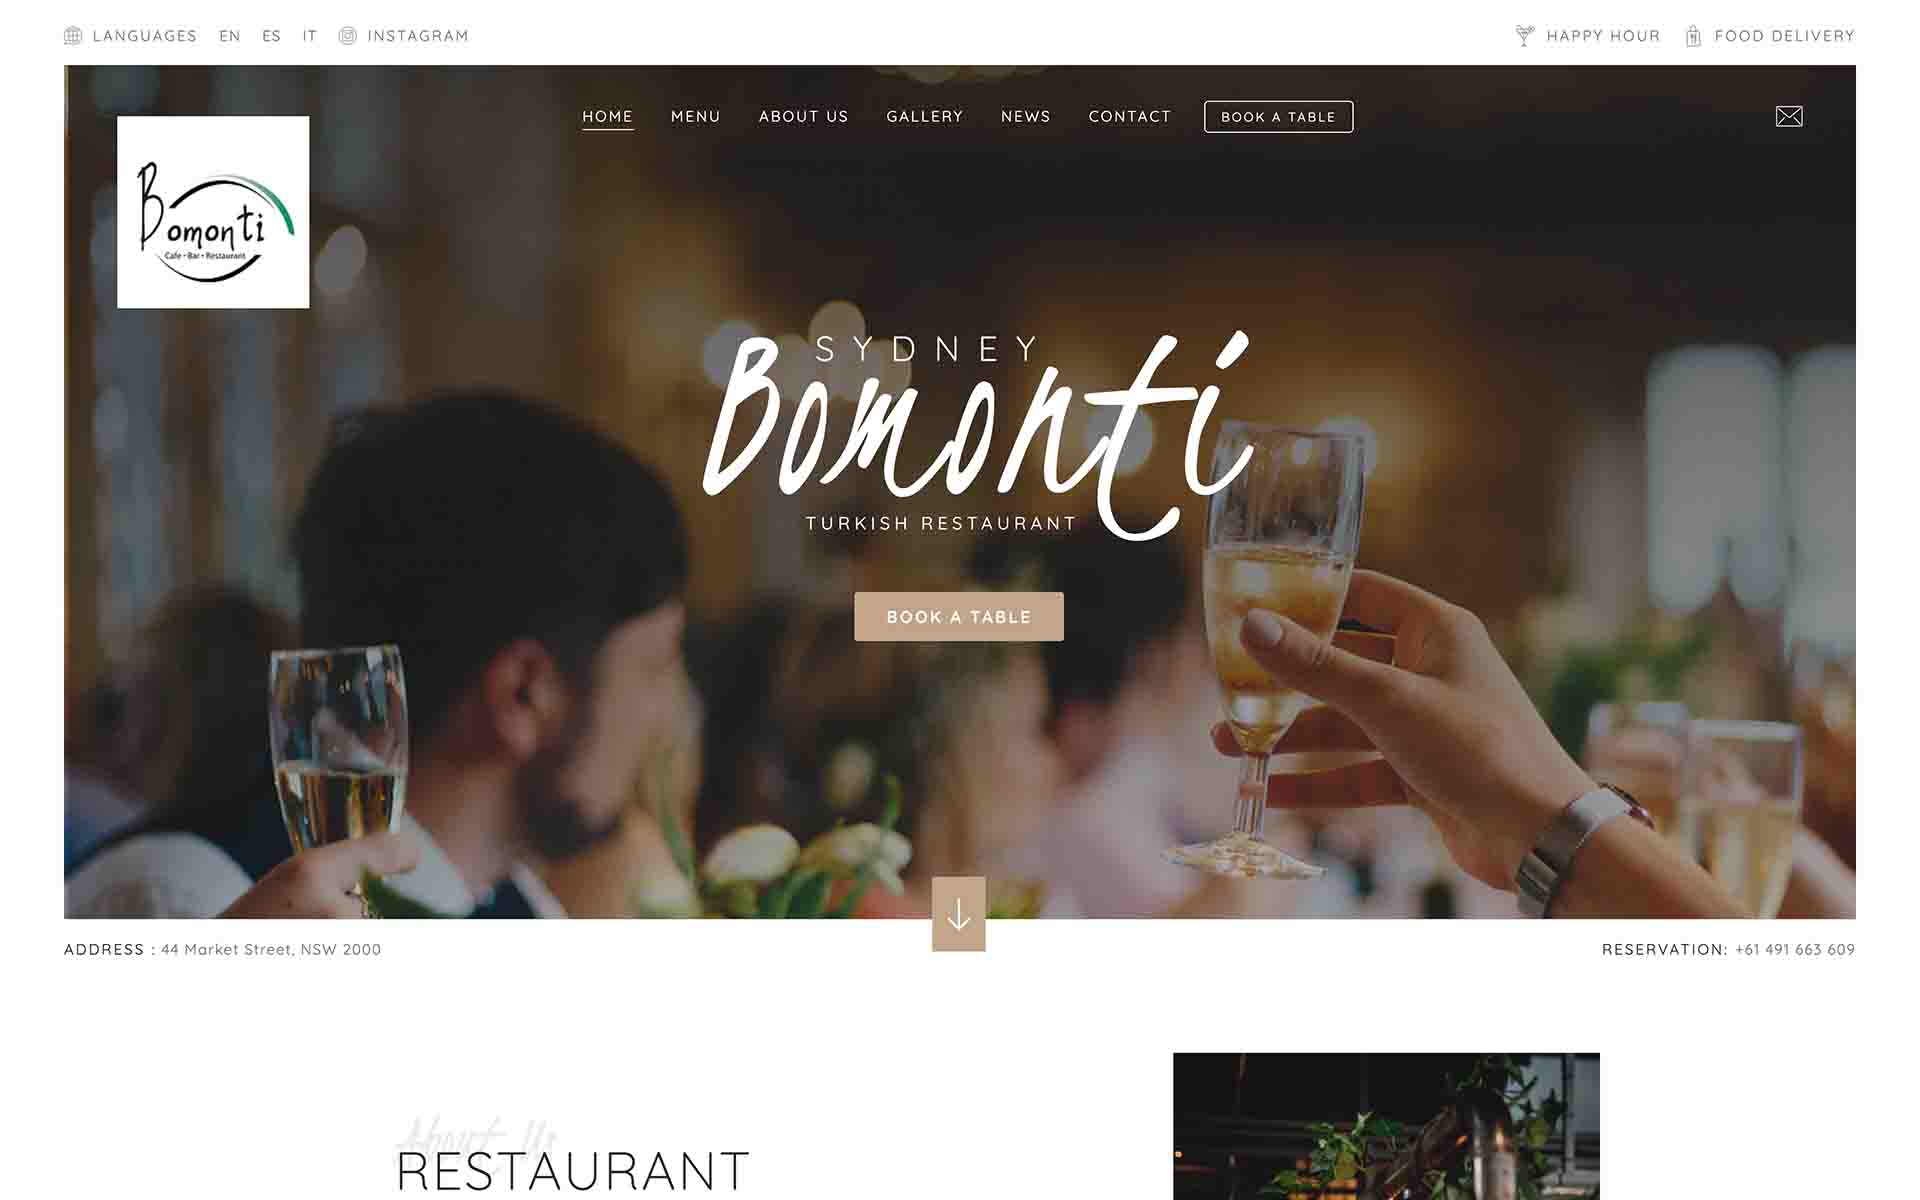 LANGUAGES EN ES IT INSTAGRAM
HAPPY HOUR FOOD DELIVERY
HOME MENU ABOUT US GALLERY NEWS CONTACT BOOK A TABLE
Bomonti
Cafe • Bar • Restaurant
SYDNEY
Bomonti
TURKISH RESTAURANT
BOOK A TABLE
ADDRESS : 44 Market Street, NSW 2000
RESERVATION: +61 491 663 609
About Us
RESTAURANT